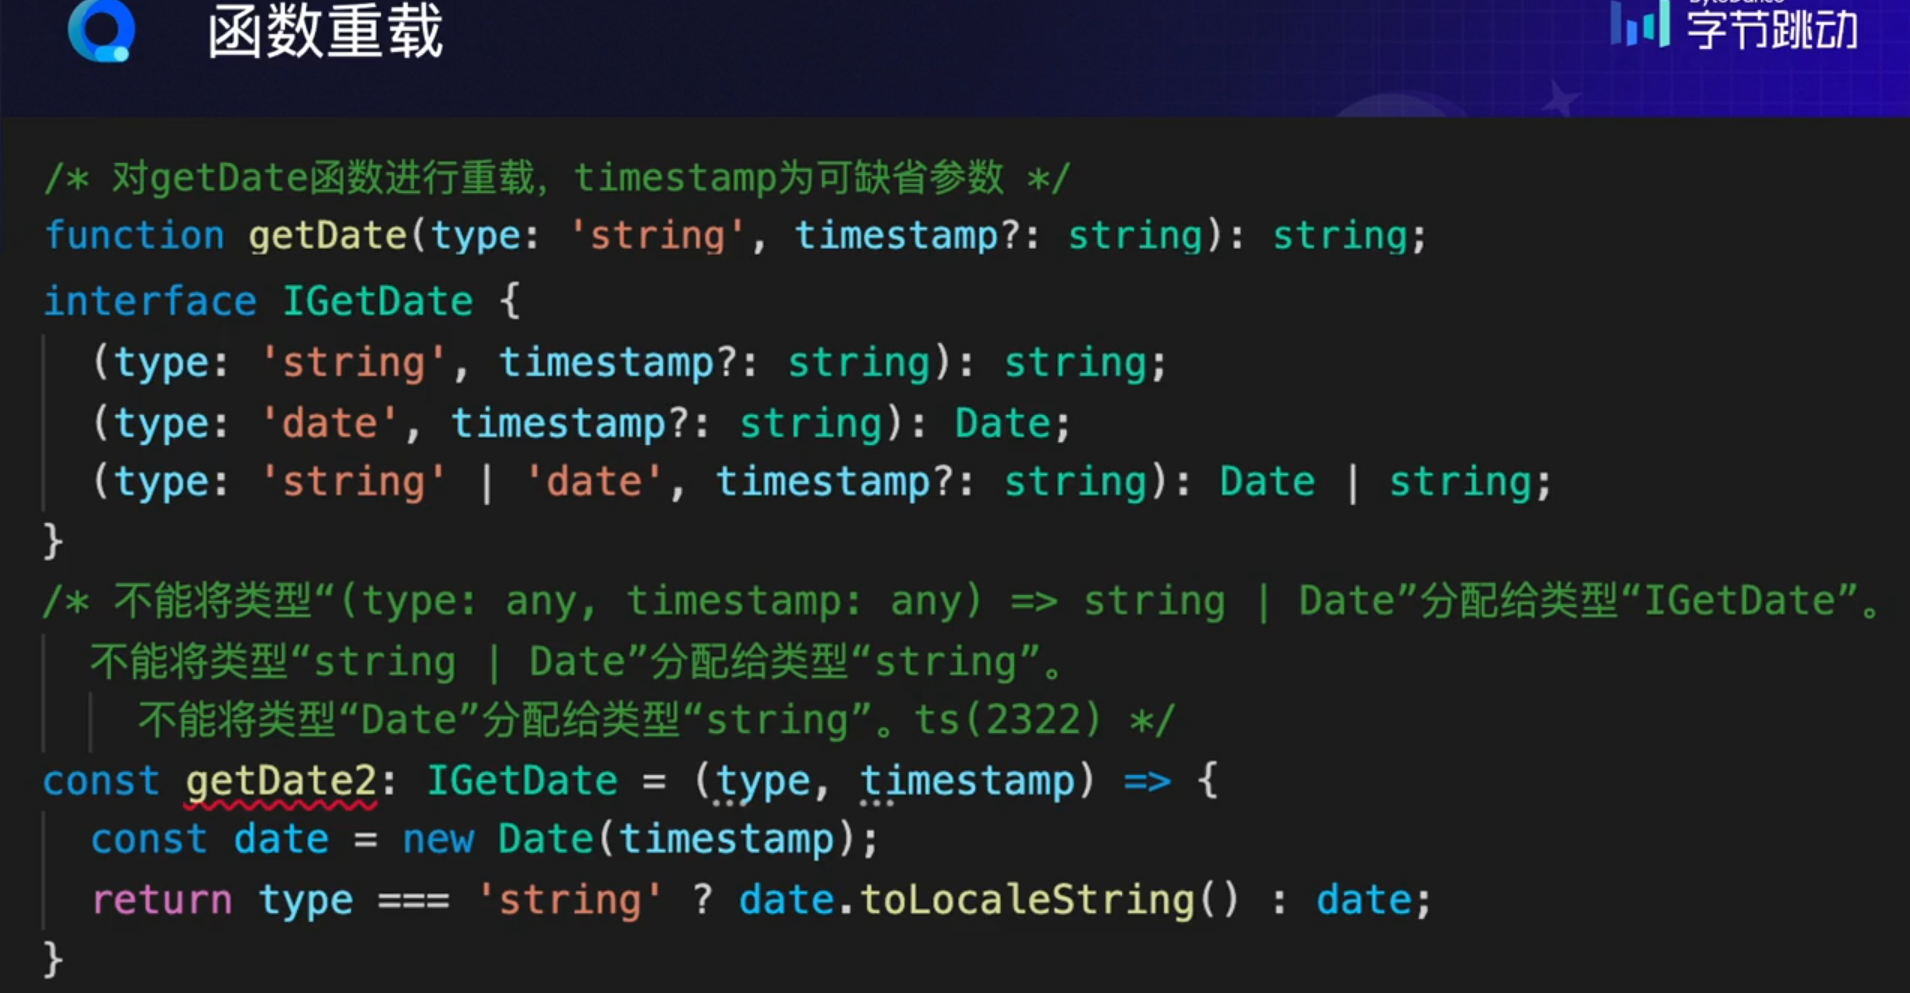 函数重载
ByteDance
字节跳动
/* 对getDate函数进行重载，timestamp为可缺省参数 */
function getDate(type: 'string', timestamp?: string): string;
interface IGetDate {
  (type: 'string', timestamp?: string): string;
  (type: 'date', timestamp?: string): Date;
  (type: 'string' | 'date', timestamp?: string): Date | string;
}
/* 不能将类型“(type: any, timestamp: any) => string | Date”分配给类型“IGetDate”。
  不能将类型“string | Date”分配给类型“string”。
    不能将类型“Date”分配给类型“string”。ts(2322) */
const getDate2: IGetDate = (type, timestamp) => {
  const date = new Date(timestamp);
  return type === 'string' ? date.toLocaleString() : date;
}